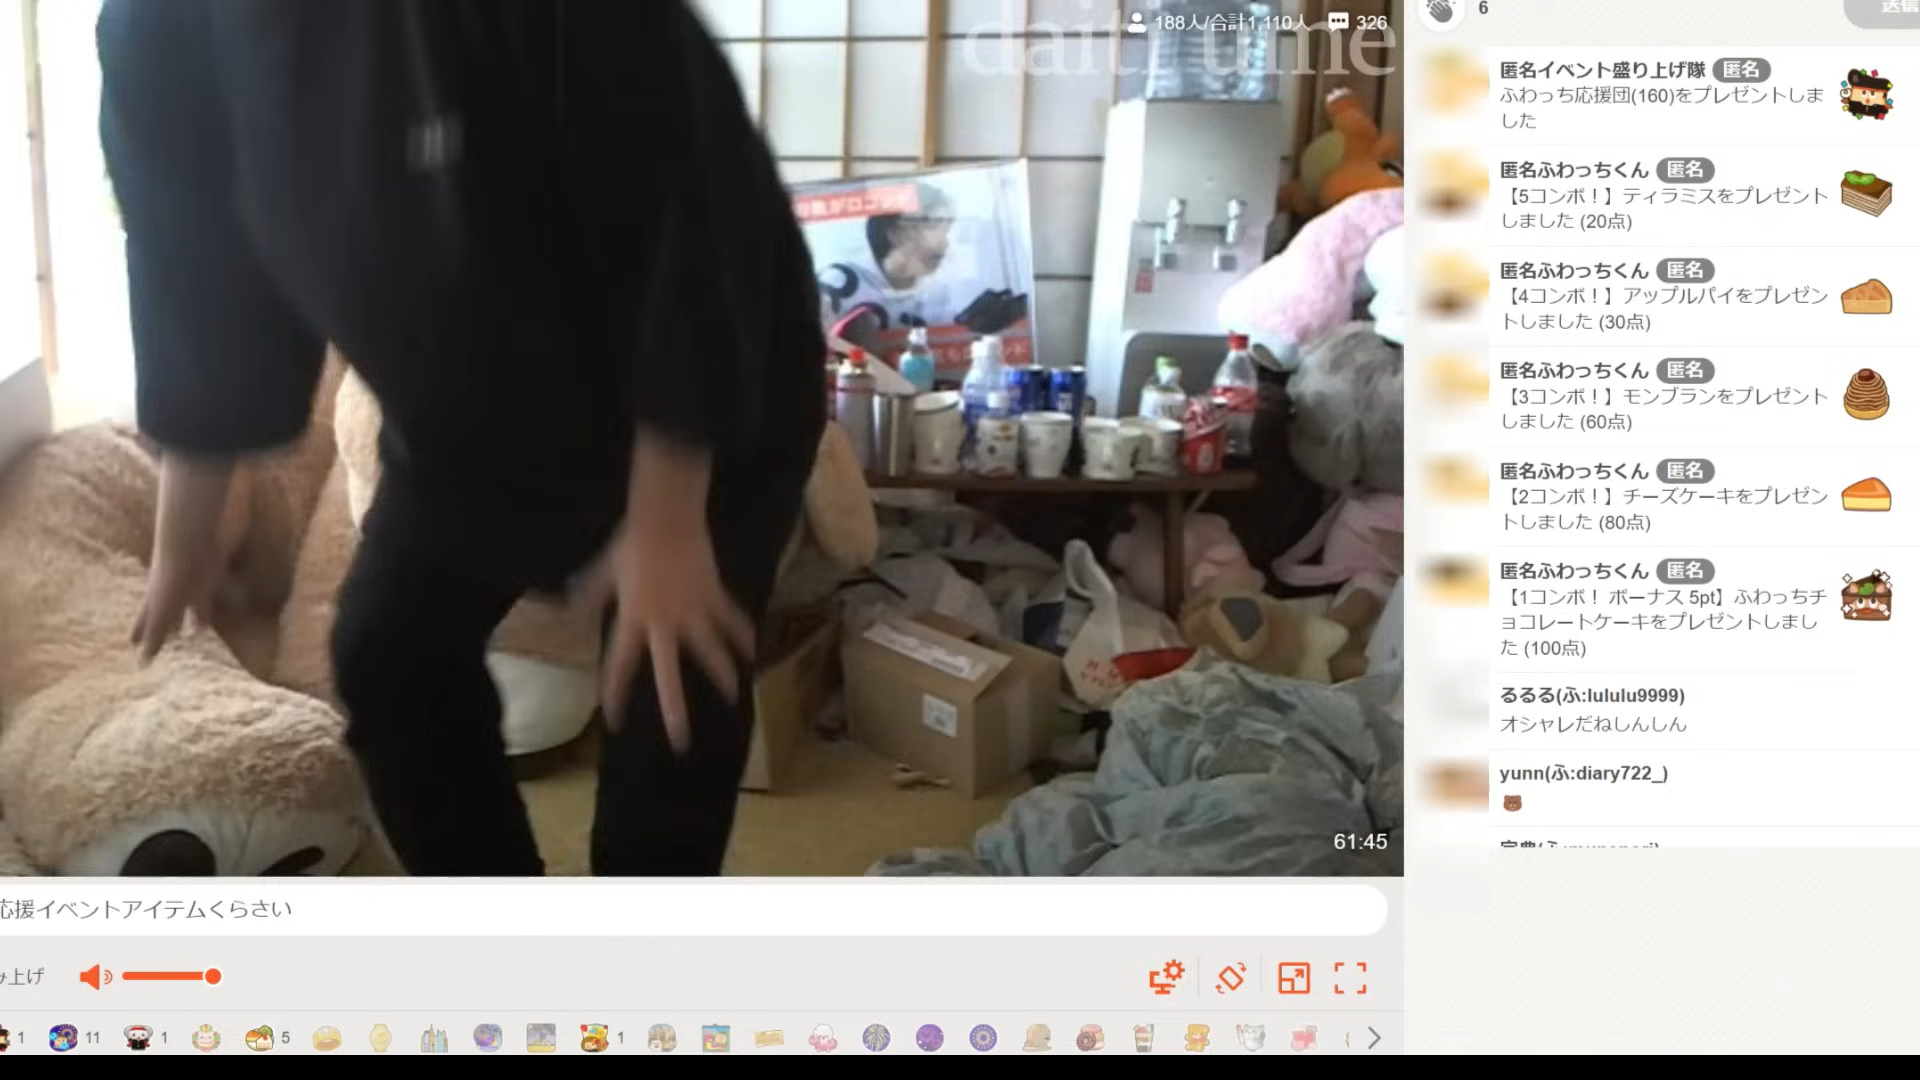 188人/合計1,110人 326
daiti ume
61:45
応援イベントアイテムくらさい
み上げ
1
11
1
5
1
6
送信
匿名イベント盛り上げ隊 匿名
ふわっち応援団(160)をプレゼントしま
した
匿名ふわっちくん 匿名
【5コンボ！】ティラミスをプレゼント
しました (20点)
匿名ふわっちくん 匿名
【4コンボ！】アップルパイをプレゼン
トしました (30点)
匿名ふわっちくん 匿名
【3コンボ！】モンブランをプレゼント
しました (60点)
匿名ふわっちくん 匿名
【2コンボ！】チーズケーキをプレゼン
トしました (80点)
匿名ふわっちくん 匿名
【1コンボ！ ボーナス 5pt】ふわっちチ
ョコレートケーキをプレゼントしまし
た (100点)
るるる(ふ:lululu9999)
オシャレだねしんしん
yunn(ふ:diary722_)